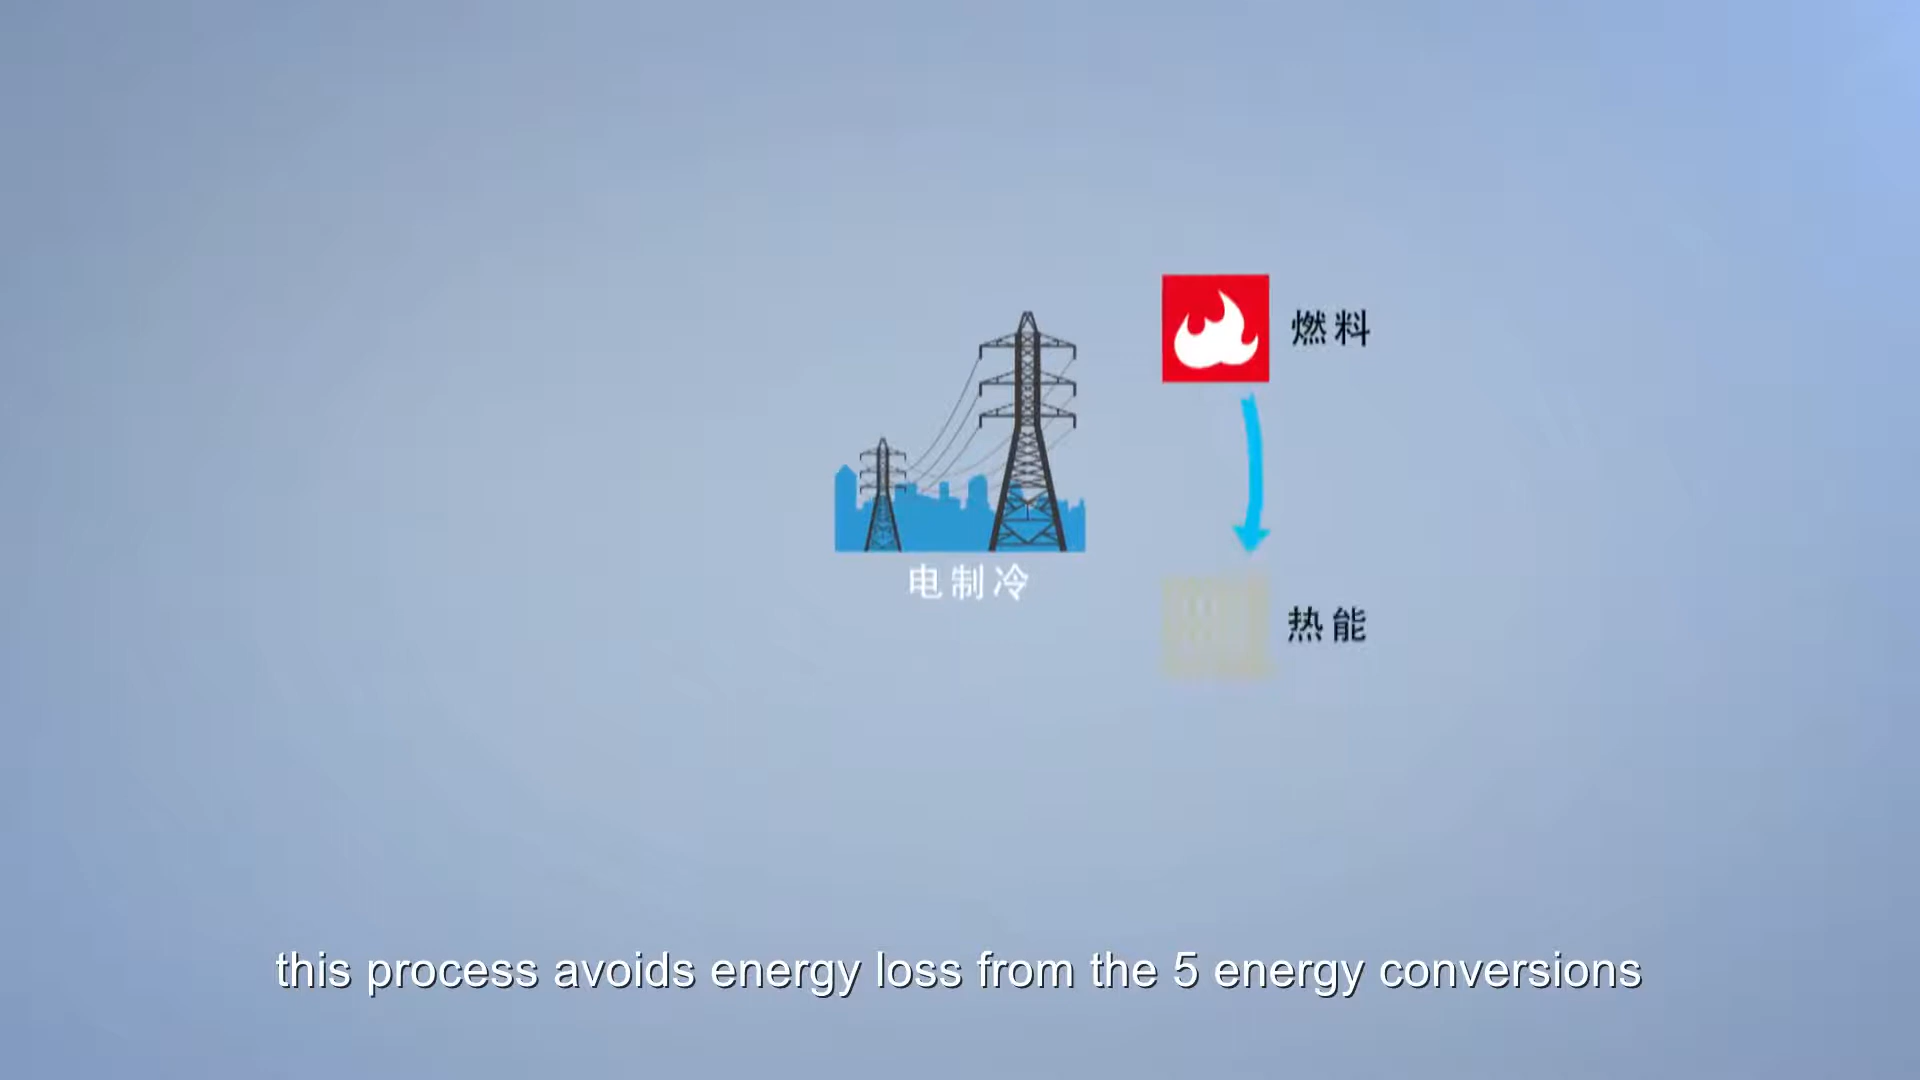 燃料
电制冷
热能
this process avoids energy loss from the 5 energy conversions